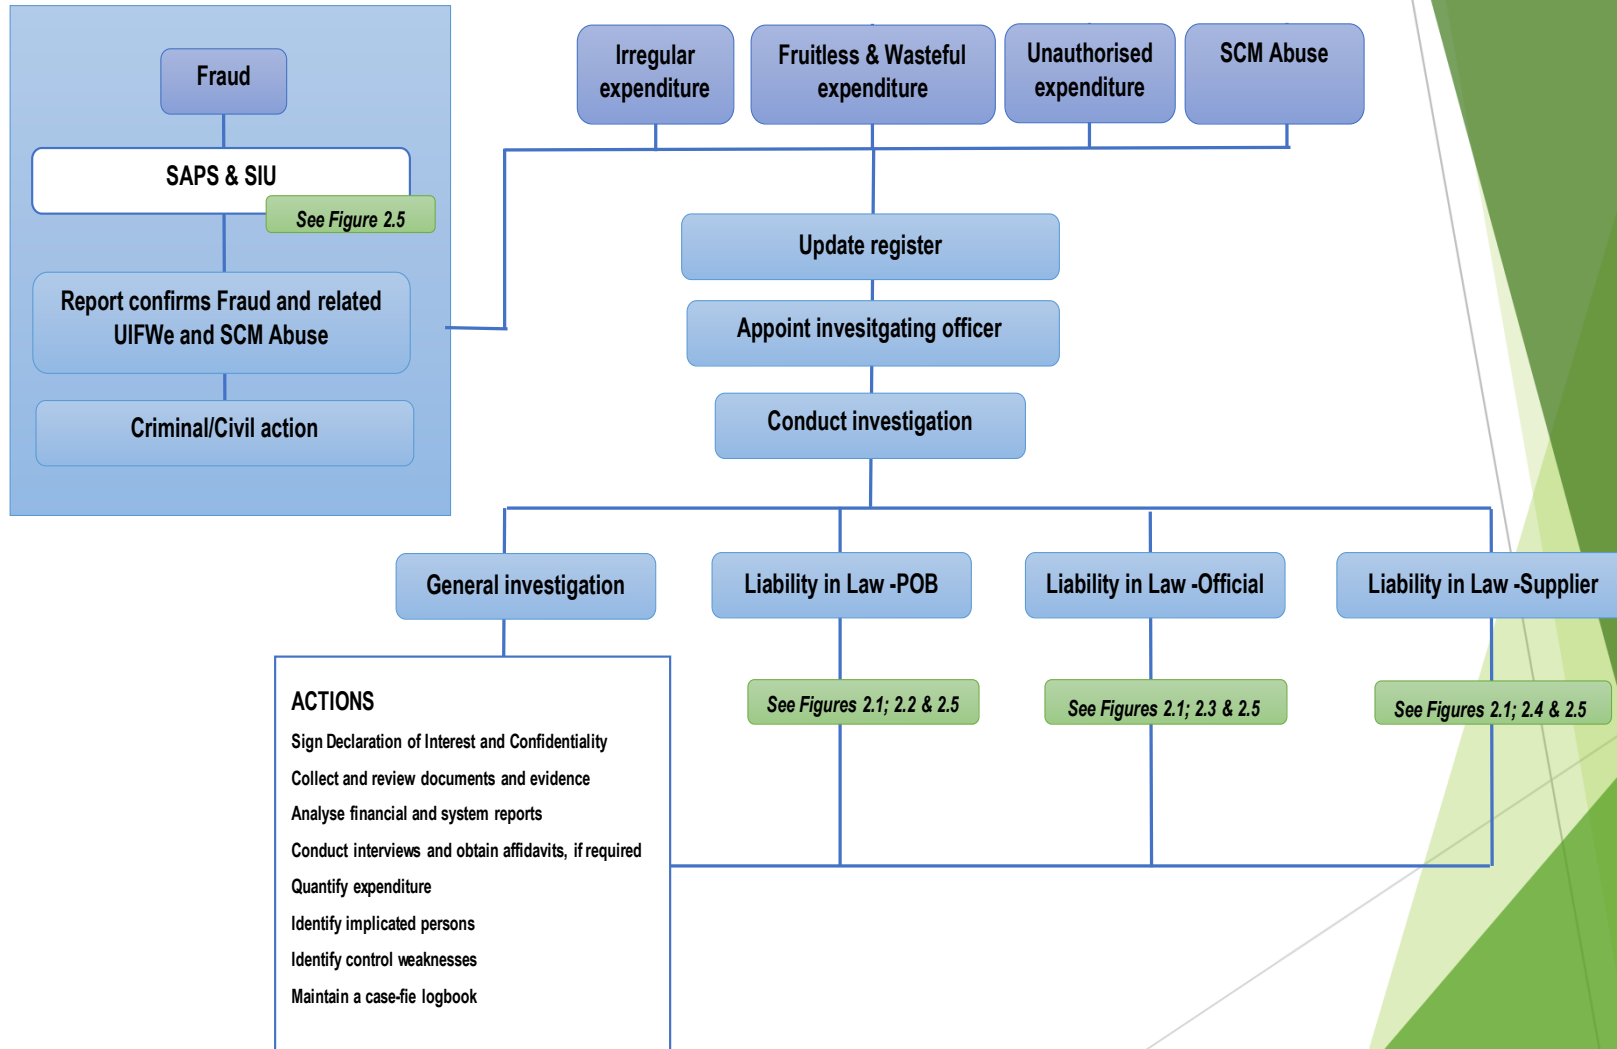 Fraud
SAPS & SIU
See Figure 2.5
Report confirms Fraud and related
UIFWe and SCM Abuse
Criminal/Civil action
Irregular
expenditure
Fruitless & Wasteful
expenditure
Unauthorised
expenditure
SCM Abuse
Update register
Appoint invesitgating officer
Conduct investigation
General investigation
Liability in Law -POB
Liability in Law -Official
Liability in Law -Supplier
See Figures 2.1; 2.2 & 2.5
See Figures 2.1; 2.3 & 2.5
See Figures 2.1; 2.4 & 2.5
ACTIONS
Sign Declaration of Interest and Confidentiality
Collect and review documents and evidence
Analyse financial and system reports
Conduct interviews and obtain affidavits, if required
Quantify expenditure
Identify implicated persons
Identify control weaknesses
Maintain a case-fie logbook